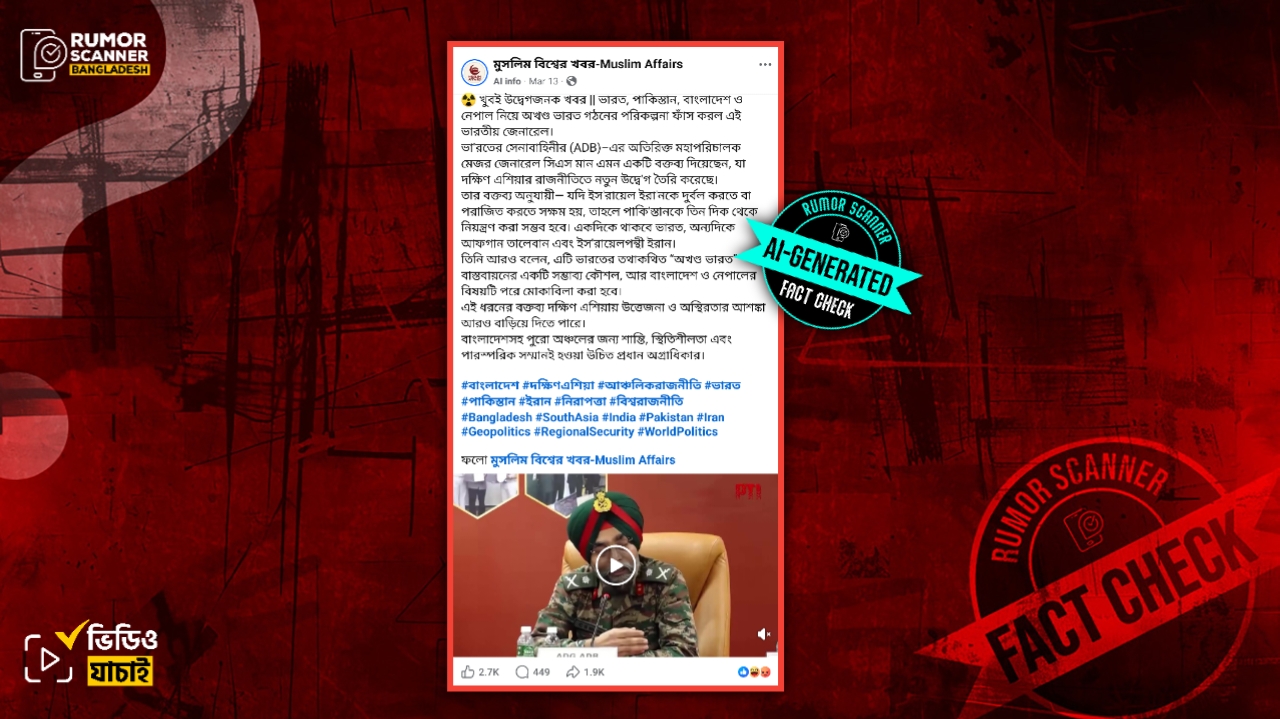 RUMOR
SCANNER
BANGLADESH
মুসলিম বিশ্বের খবর-Muslim Affairs
AI info · Mar 13 ·
☢ খুবই উদ্বেগজনক খবর || ভারত, পাকিস্তান, বাংলাদেশ ও
নেপাল নিয়ে অখণ্ড ভারত গঠনের পরিকল্পনা ফাঁস করল এই
ভারতীয় জেনারেল।
ভা'রতের সেনাবাহিনীর (ADB)–এর অতিরিক্ত মহাপরিচালক
মেজর জেনারেল সিএস মান এমন একটি বক্তব্য দিয়েছেন, যা
দক্ষিণ এশিয়ার রাজনীতিতে নতুন উদ্বে'গ তৈরি করেছে।
তার বক্তব্য অনুযায়ী— যদি ইস'রায়েল ইরা'নকে দুর্বল করতে বা
পরাজিত করতে সক্ষম হয়, তাহলে পাকি'স্তানকে তিন দিক থেকে
নিয়ন্ত্রণ করা সম্ভব হবে। একদিকে থাকবে ভারত, অন্যদিকে
আফগান তালেবান এবং ইস'রায়েলপন্থী ইরান।
তিনি আরও বলেন, এটি ভারতের তথাকথিত "অখণ্ড ভারত"
বাস্তবায়নের একটি সম্ভাব্য কৌশল, আর বাংলাদেশ ও নেপালের
বিষয়টি পরে মোকাবিলা করা হবে।
এই ধরনের বক্তব্য দক্ষিণ এশিয়ায় উত্তেজনা ও অস্থিরতার আশঙ্কা
আরও বাড়িয়ে দিতে পারে।
বাংলাদেশসহ পুরো অঞ্চলের জন্য শান্তি, স্থিতিশীলতা এবং
পারস্পরিক সম্মানই হওয়া উচিত প্রধান অগ্রাধিকার।
#বাংলাদেশ #দক্ষিণএশিয়া #আঞ্চলিকরাজনীতি #ভারত
#পাকিস্তান #ইরান #নিরাপত্তা #বিশ্বরাজনীতি
#Bangladesh #SouthAsia #India #Pakistan #Iran
#Geopolitics #RegionalSecurity #WorldPolitics
ফলো মুসলিম বিশ্বের খবর-Muslim Affairs
PTI
ADG ADB
2.7K 449 1.9K
RUMOR SCANNER
AI-GENERATED
FACT CHECK
RUMOR SCANNER
FACT CHECK
ভিডিও
যাচাই